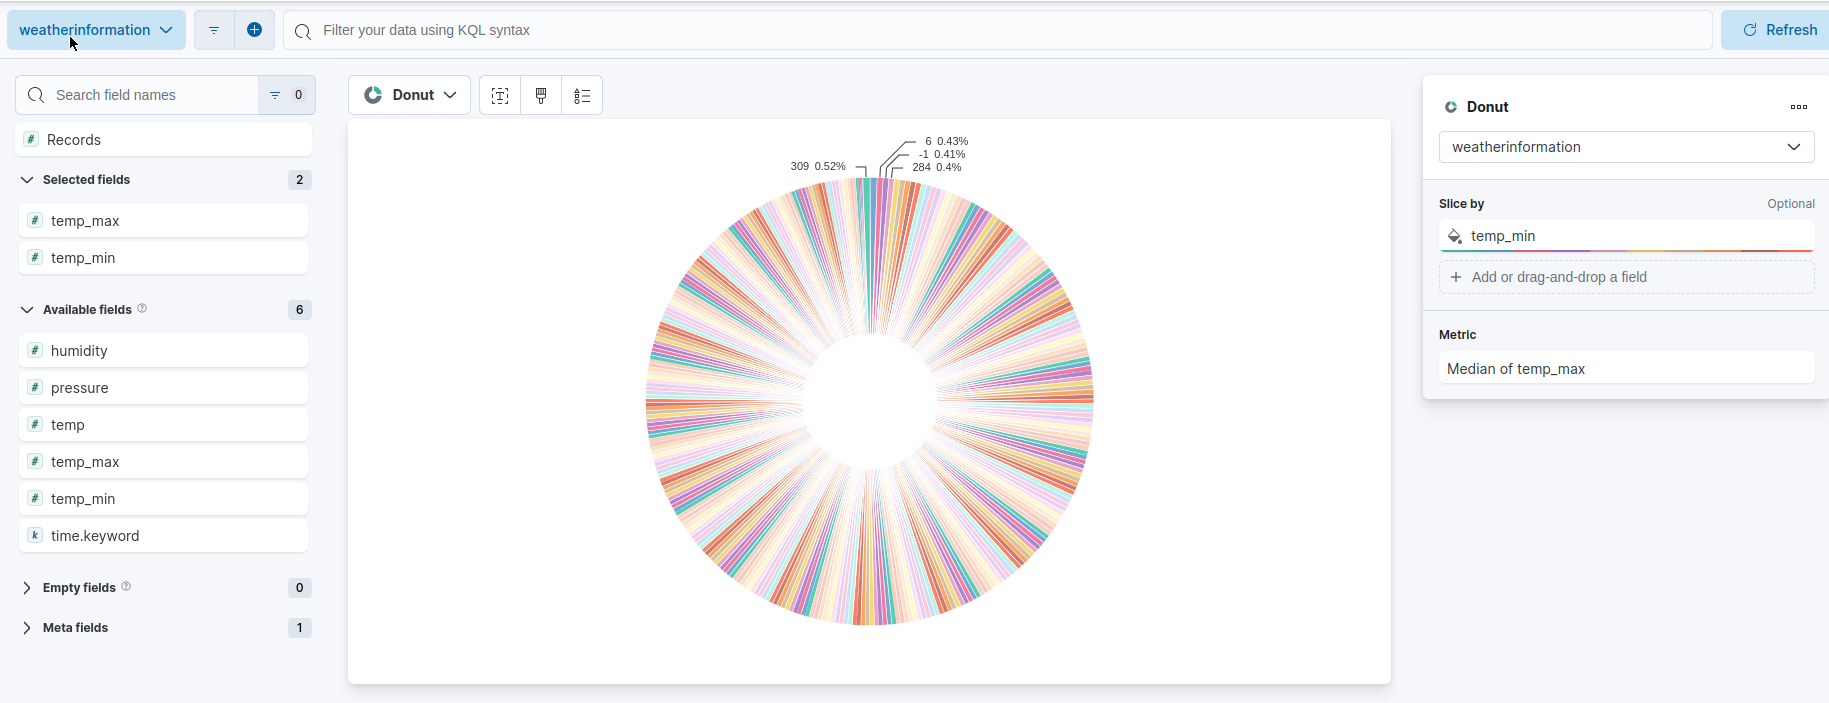 weatherinformation
Filter your data using KQL syntax
Refresh
Search field names
0
Records
Selected fields
2
temp_max
temp_min
Available fields
6
humidity
pressure
temp
temp_max
temp_min
time.keyword
Empty fields
0
Meta fields
1
Donut
6 0.43%
-1 0.41%
309 0.52%
284 0.4%
Donut
weatherinformation
Slice by
Optional
temp_min
Add or drag-and-drop a field
Metric
Median of temp_max